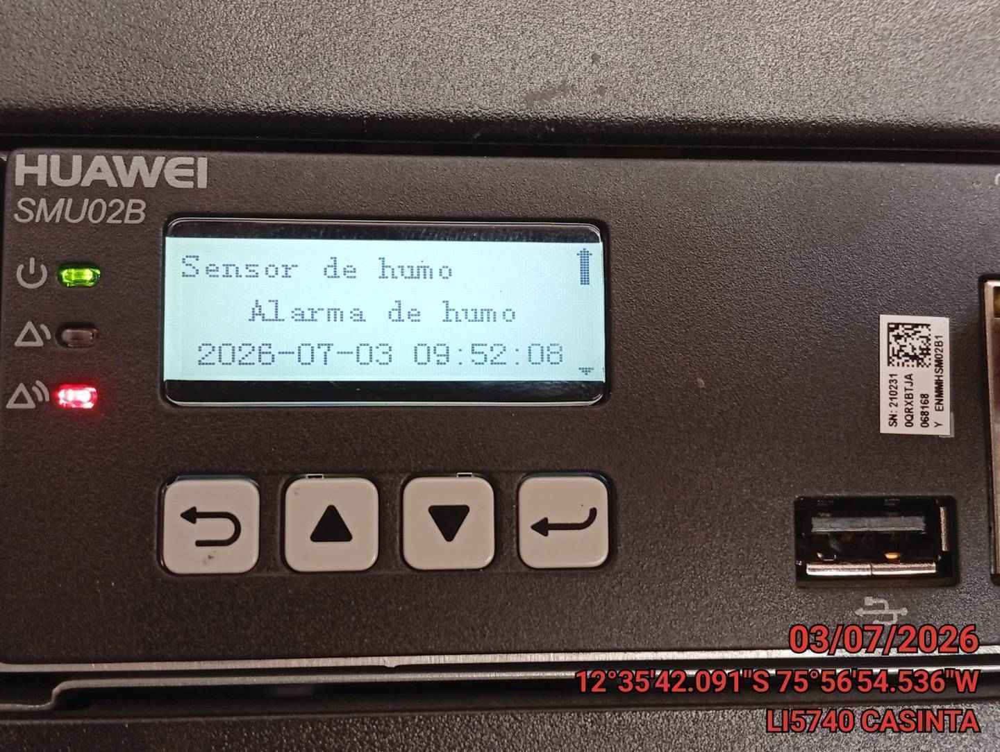 HUAWEI
SMU02B
Sensor de humo
Alarma de humo
2026-07-03 09:52:08
SN: 210231
0QRXBTJA
068168
Y ENMMHSM02B1
03/07/2026
12°35'42.091"S 75°56'54.536"W
LI5740 CASINTA